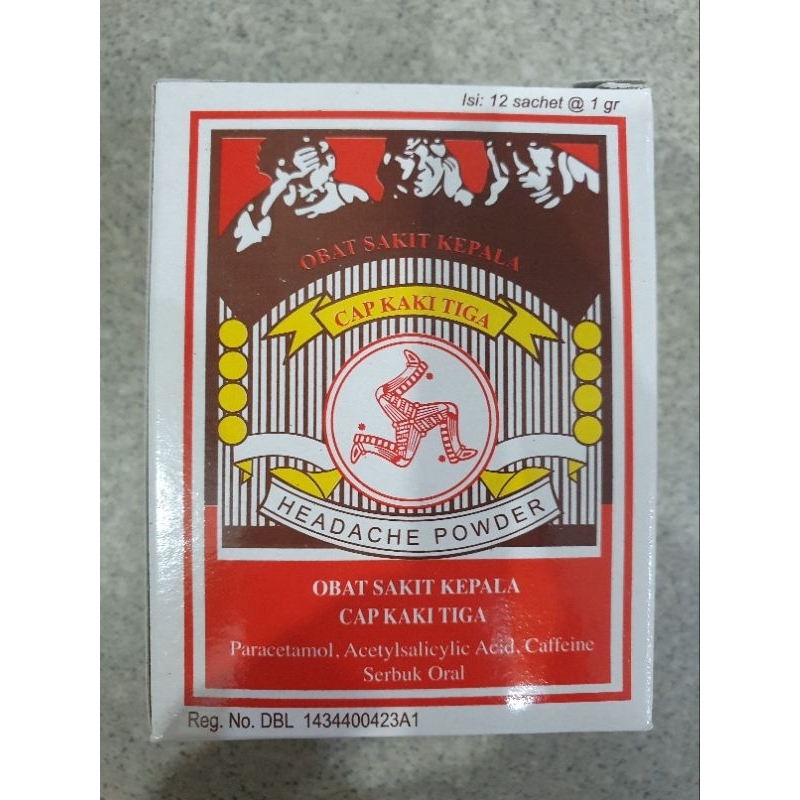 Isi: 12 sachet @ 1 gr
OBAT SAKIT KEPALA
CAP KAKI TIGA
HEADACHE POWDER
OBAT SAKIT KEPALA
CAP KAKI TIGA
Paracetamol, Acetylsalicylic Acid, Caffeine
Serbuk Oral
Reg. No. DBL 1434400423A1